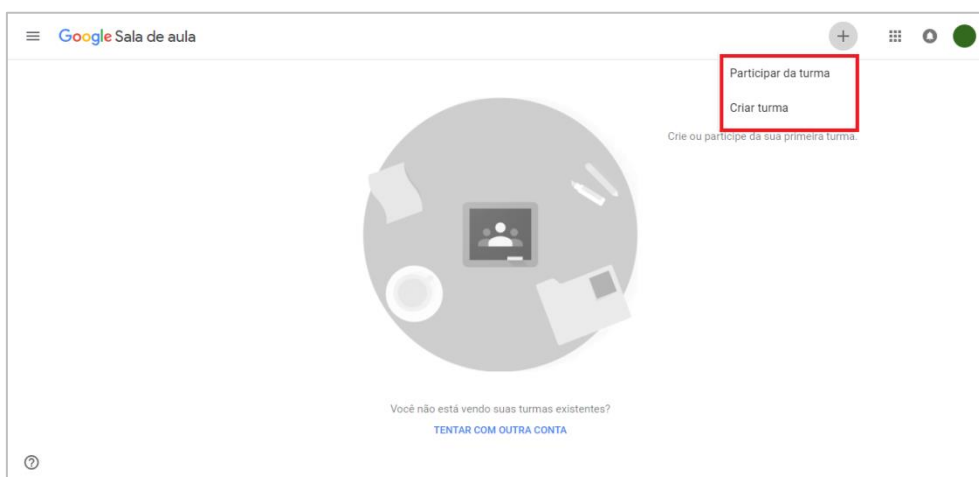 Google Sala de aula
Participar da turma
Criar turma
Crie ou participe da sua primeira turma.
Você não está vendo suas turmas existentes?
TENTAR COM OUTRA CONTA